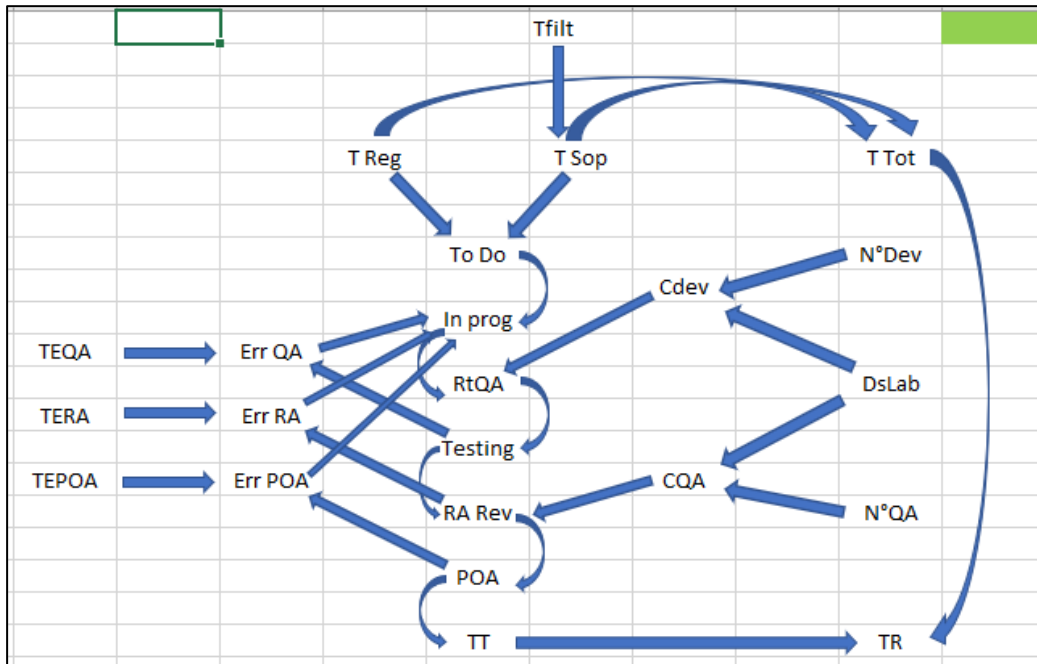 Tfilt
T Reg
T Sop
T Tot
To Do
N°Dev
Cdev
In prog
TEQA
Err QA
RtQA
DsLab
TERA
Err RA
Testing
TEPOA
Err POA
CQA
RA Rev
N°QA
POA
TT
TR